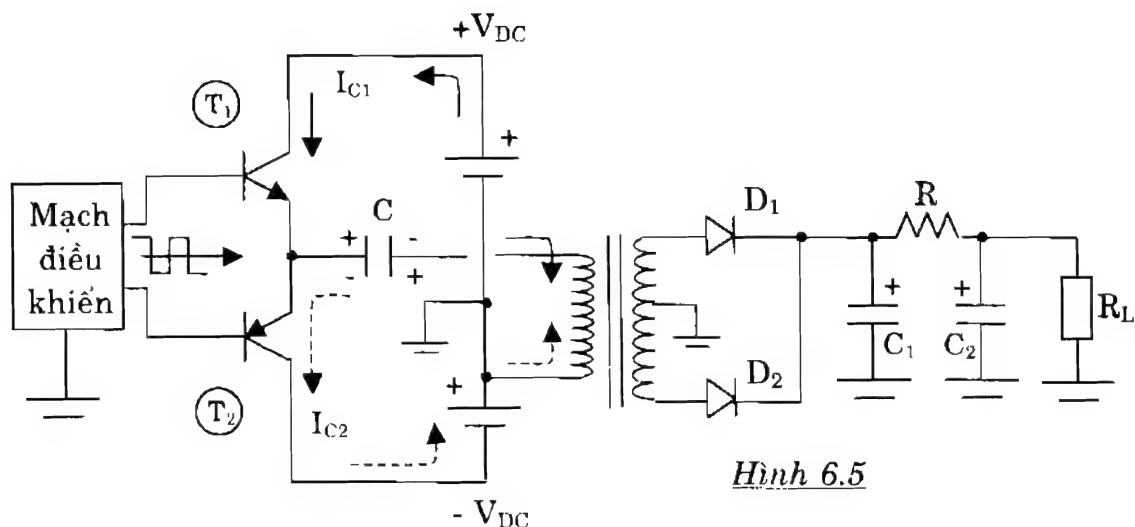 +V_DC
I_C1
T₁
+
Mạch
điều
khiển
C
+ -
- +
D₁
R
+
+
R_L
C₁
C₂
T₂
I_C2
+
D₂
Hình 6.5
- V_DC